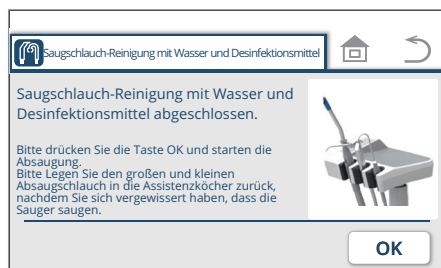 Saugschlauch-Reinigung mit Wasser und Desinfektionsmittel
Saugschlauch-Reinigung mit Wasser und
Desinfektionsmittel abgeschlossen.
Bitte drücken Sie die Taste OK und starten die
Absaugung.
Bitte Legen Sie den großen und kleinen
Absaugschlauch in die Assistenzköcher zurück,
nachdem Sie sich vergewissert haben, dass die
Sauger saugen.
OK